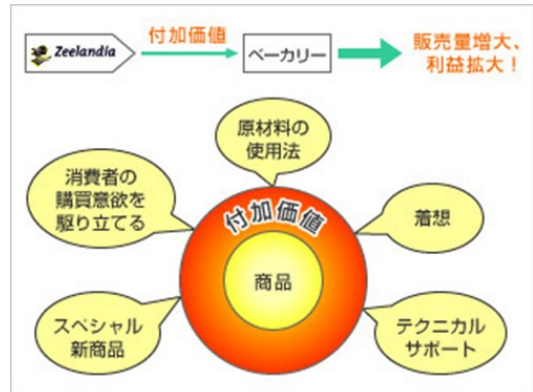 Zeelandia
付加価値
ベーカリー
販売量増大、
利益拡大!
原材料の
使用法
消費者の
購買意欲を
駆り立てる
着想
付加価値
商品
スペシャル
新商品
テクニカル
サポート